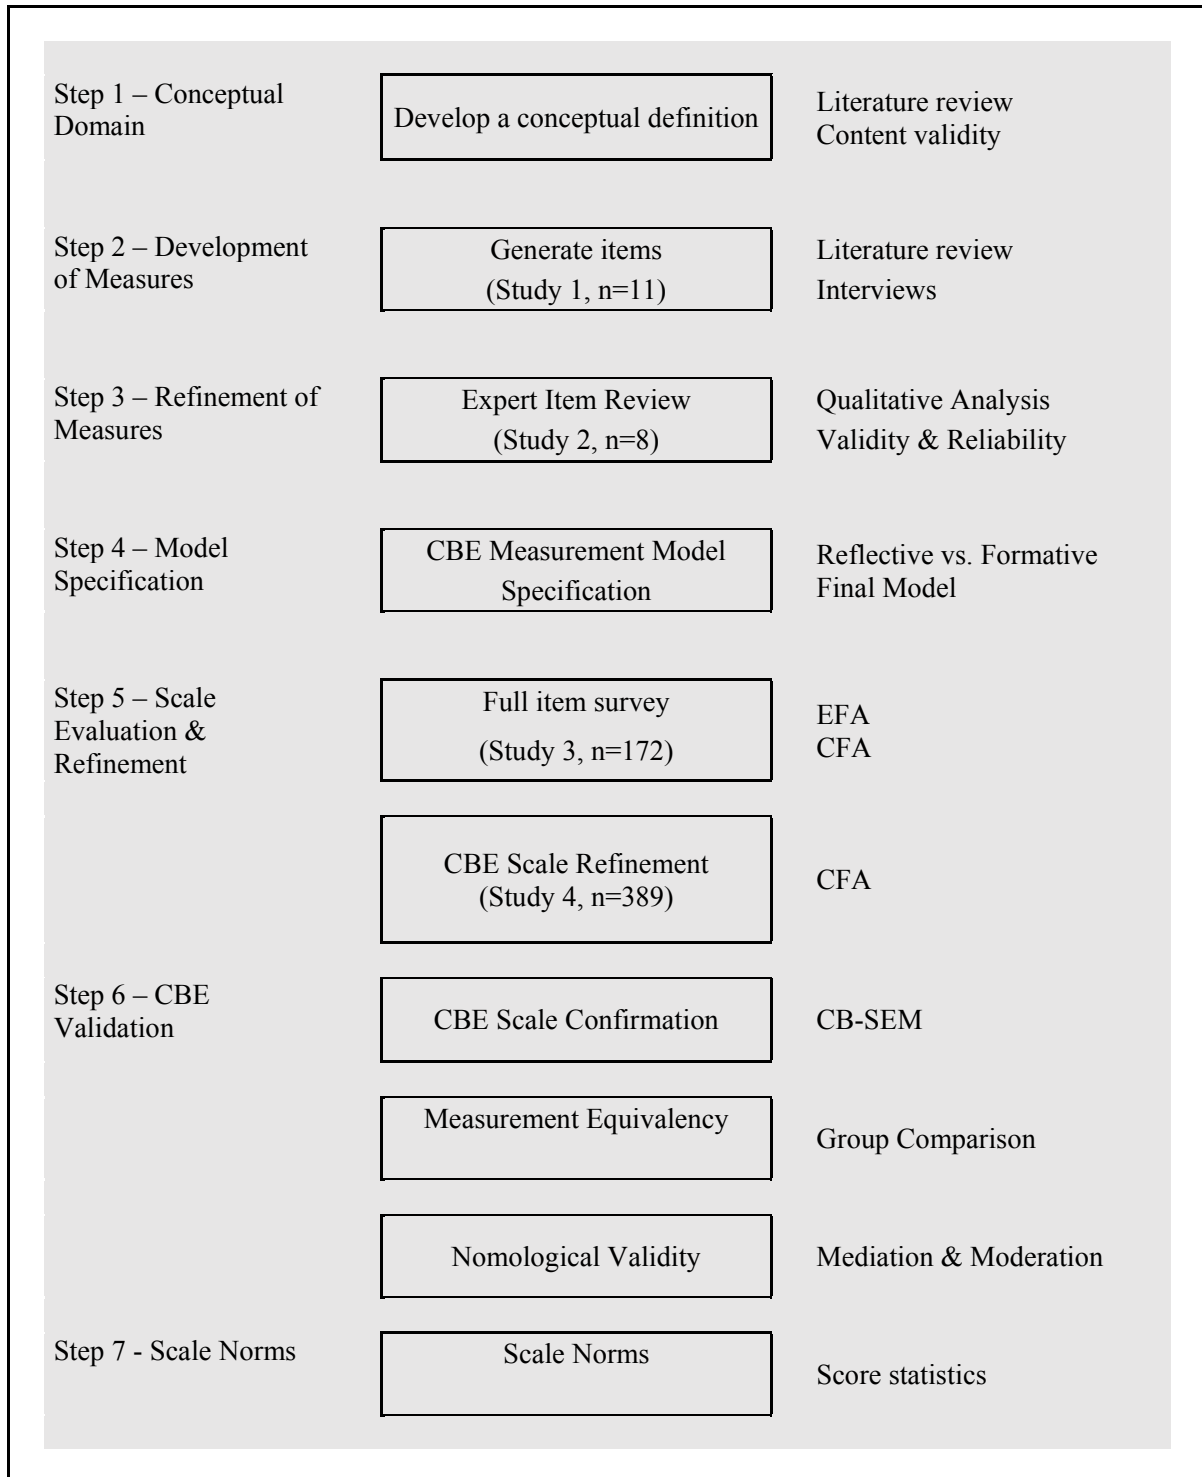 Step 1 – Conceptual
Domain
Develop a conceptual definition
Literature review
Content validity
Step 2 – Development
of Measures
Generate items
(Study 1, n=11)
Literature review
Interviews
Step 3 – Refinement of
Measures
Expert Item Review
(Study 2, n=8)
Qualitative Analysis
Validity & Reliability
Step 4 – Model
Specification
CBE Measurement Model
Specification
Reflective vs. Formative
Final Model
Step 5 – Scale
Evaluation &
Refinement
Full item survey
(Study 3, n=172)
EFA
CFA
CBE Scale Refinement
(Study 4, n=389)
CFA
Step 6 – CBE
Validation
CBE Scale Confirmation
CB-SEM
Measurement Equivalency
Group Comparison
Nomological Validity
Mediation & Moderation
Step 7 - Scale Norms
Scale Norms
Score statistics